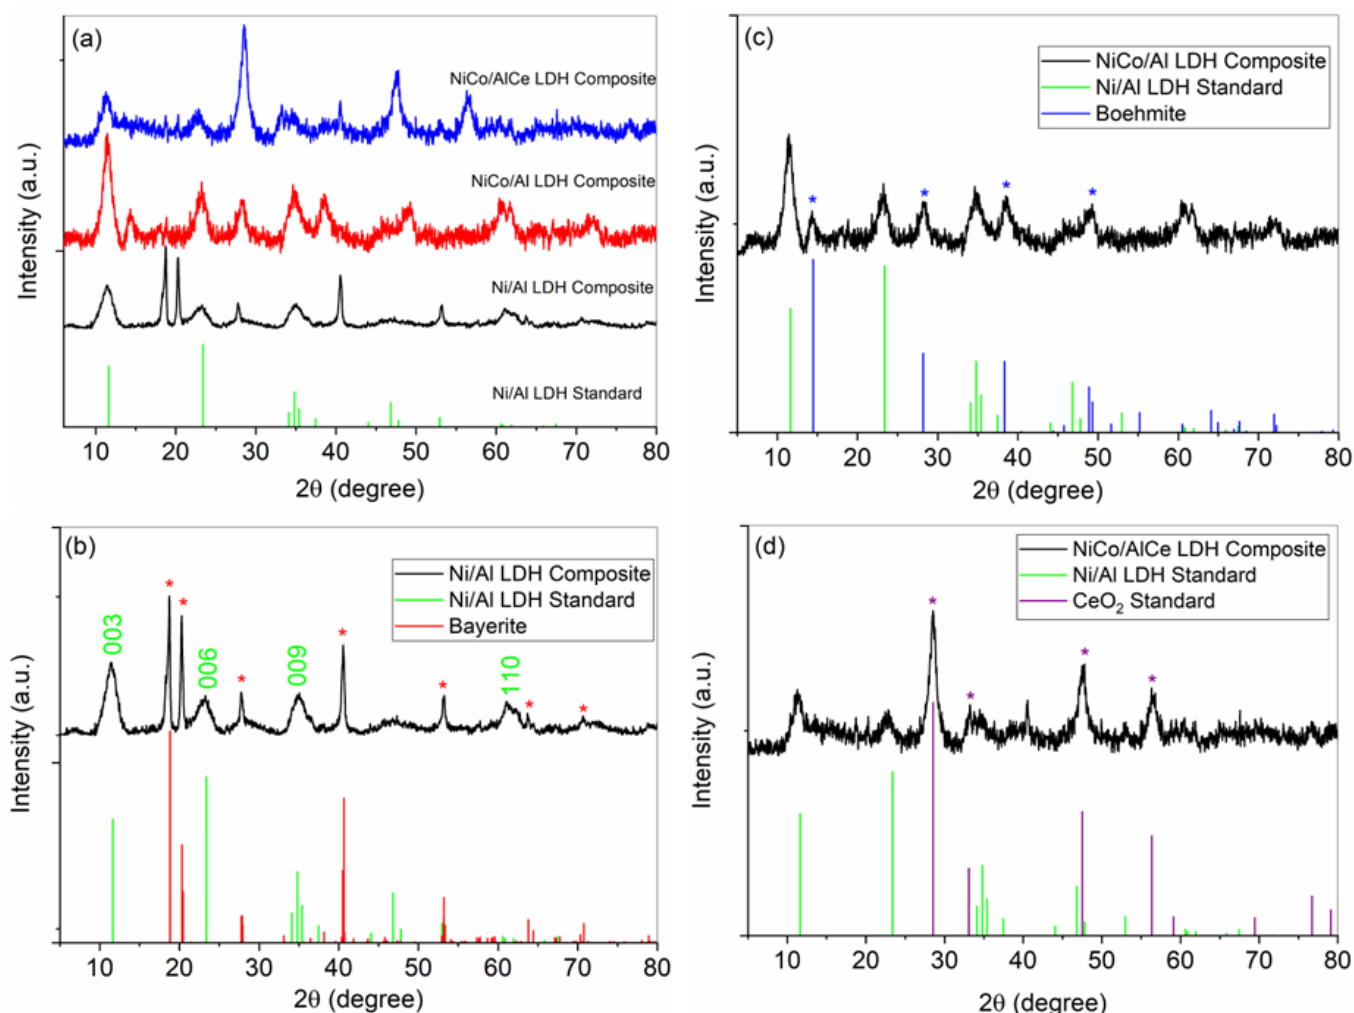 (a)
NiCo/AlCe LDH Composite
NiCo/Al LDH Composite
Ni/Al LDH Composite
Ni/Al LDH Standard
Intensity (a.u.)
10 20 30 40 50 60 70 80
2θ (degree)
(c)
NiCo/Al LDH Composite
Ni/Al LDH Standard
Boehmite
* * * *
Intensity (a.u.)
10 20 30 40 50 60 70 80
2θ (degree)
(b)
Ni/Al LDH Composite
Ni/Al LDH Standard
Bayerite
003 * * 006 * 009 * * 110 * *
Intensity (a.u.)
10 20 30 40 50 60 70 80
2θ (degree)
(d)
NiCo/AlCe LDH Composite
Ni/Al LDH Standard
CeO₂ Standard
* * * *
Intensity (a.u.)
10 20 30 40 50 60 70 80
2θ (degree)